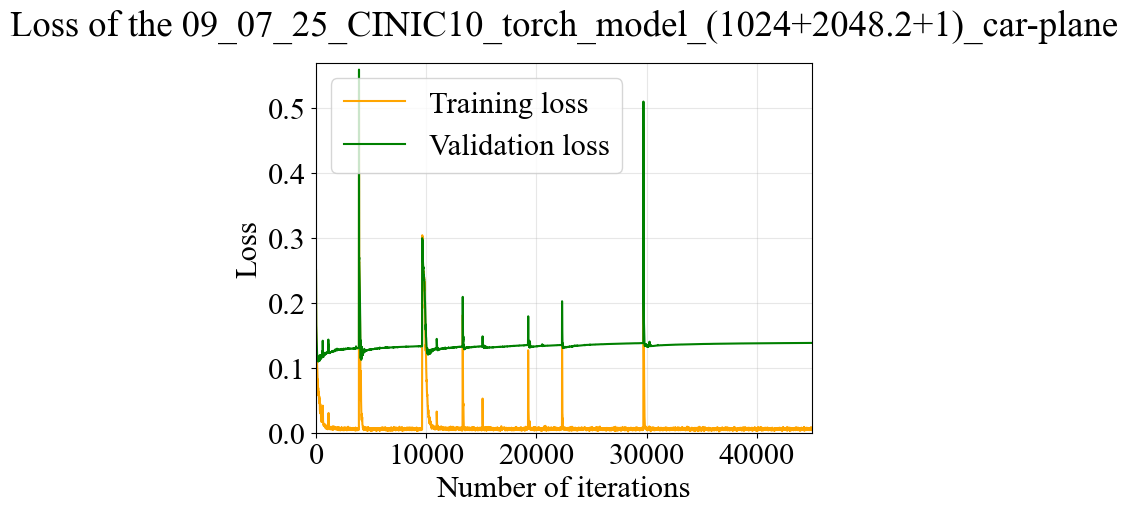 Loss of the 09_07_25_CINIC10_torch_model_(1024+2048.2+1)_car-plane
Training loss
Validation loss
Loss
0.5
0.4
0.3
0.2
0.1
0.0
0 10000 20000 30000 40000
Number of iterations